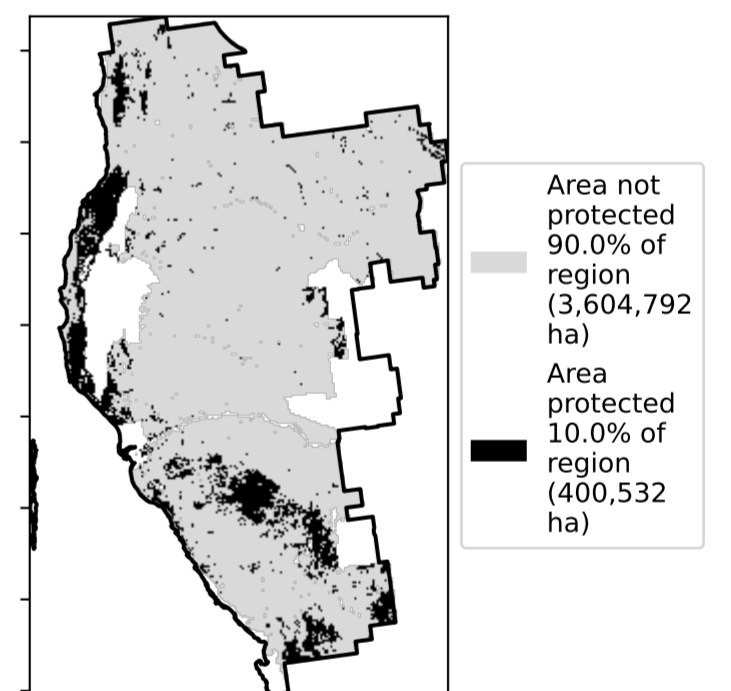 Area not
protected
90.0% of
region
(3,604,792
ha)
Area
protected
10.0% of
region
(400,532
ha)